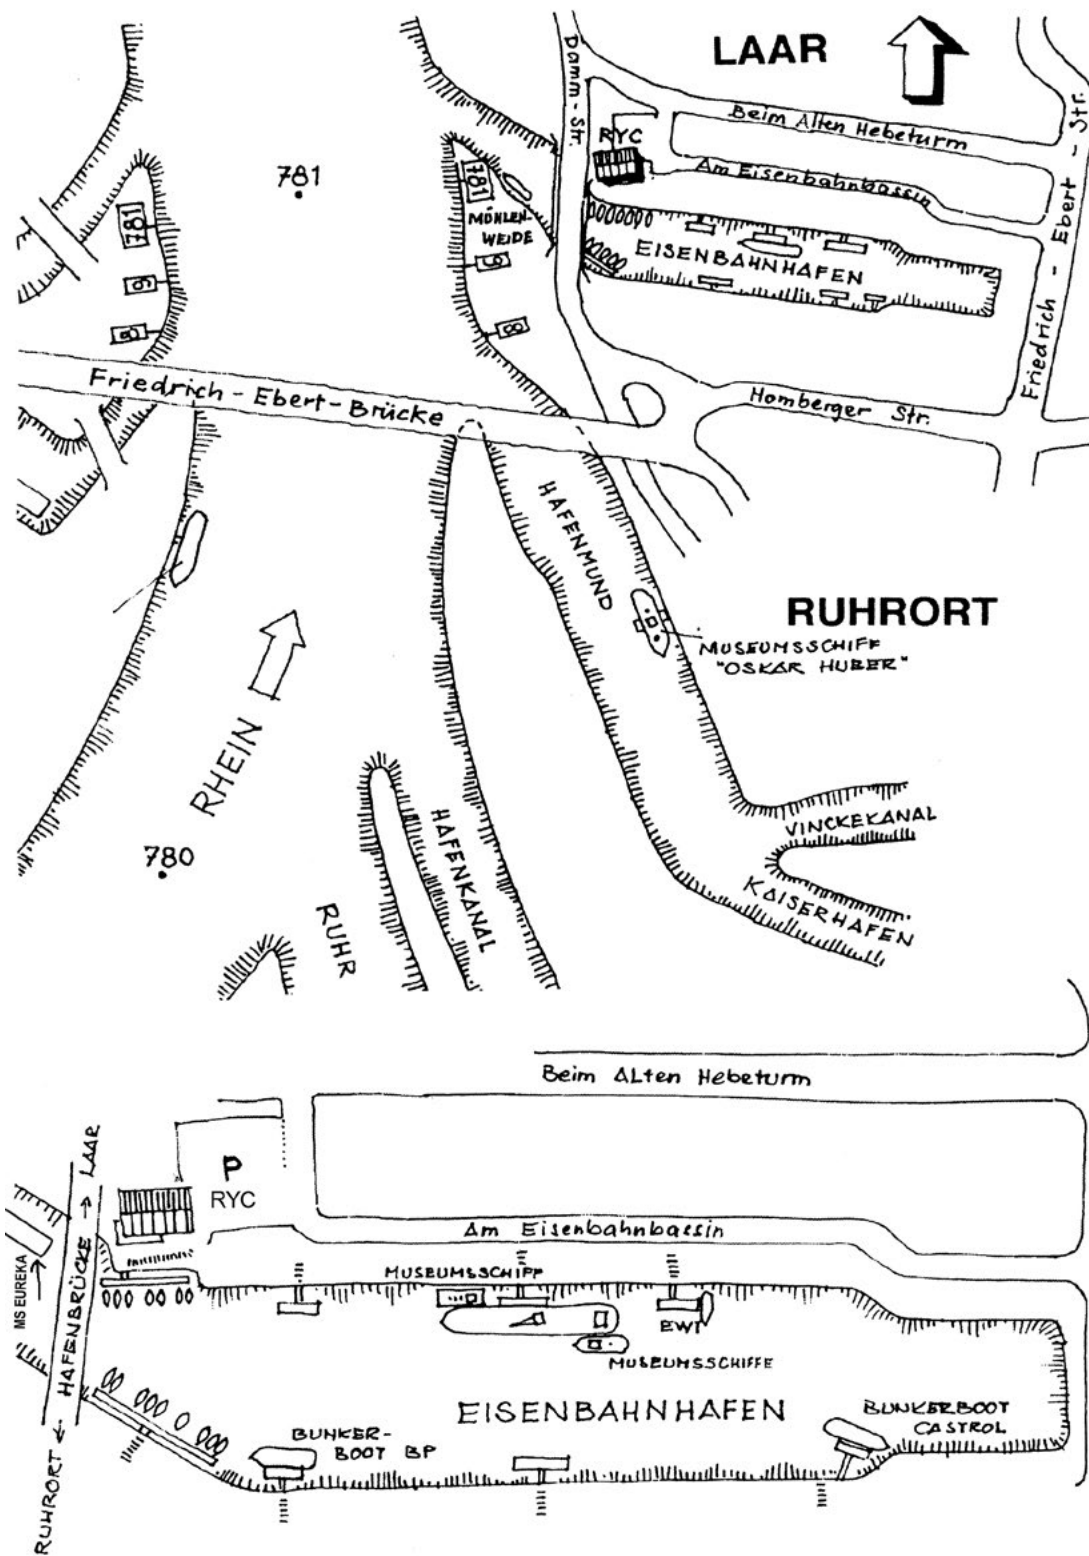 LAAR
Damm-Str.
Beim Alten Hebeturm
RYC
Am Eisenbahnbassin
Friedrich-Ebert-Str.
781
781
781
MÜHLEN-
WEIDE
9
9
8
8
EISENBAHNHAFEN
Friedrich-Ebert-Brücke
Homberger Str.
HAFENMUND
RUHRORT
MUSEUMSSCHIFF
"OSKAR HUBER"
RHEIN
780
VINCKEKANAL
KAISERHAFEN
HAFENKANAL
RUHR
Beim Alten Hebeturm
P
RYC
LAAR
HAFENBRÜCKE
RUHRORT
MS EUREKA
Am Eisenbahnbassin
MUSEUMSSCHIFF
EWI
MUSEUMSSCHIFFE
EISENBAHNHAFEN
BUNKER-
BOOT BP
BUNKERBOOT
CASTROL